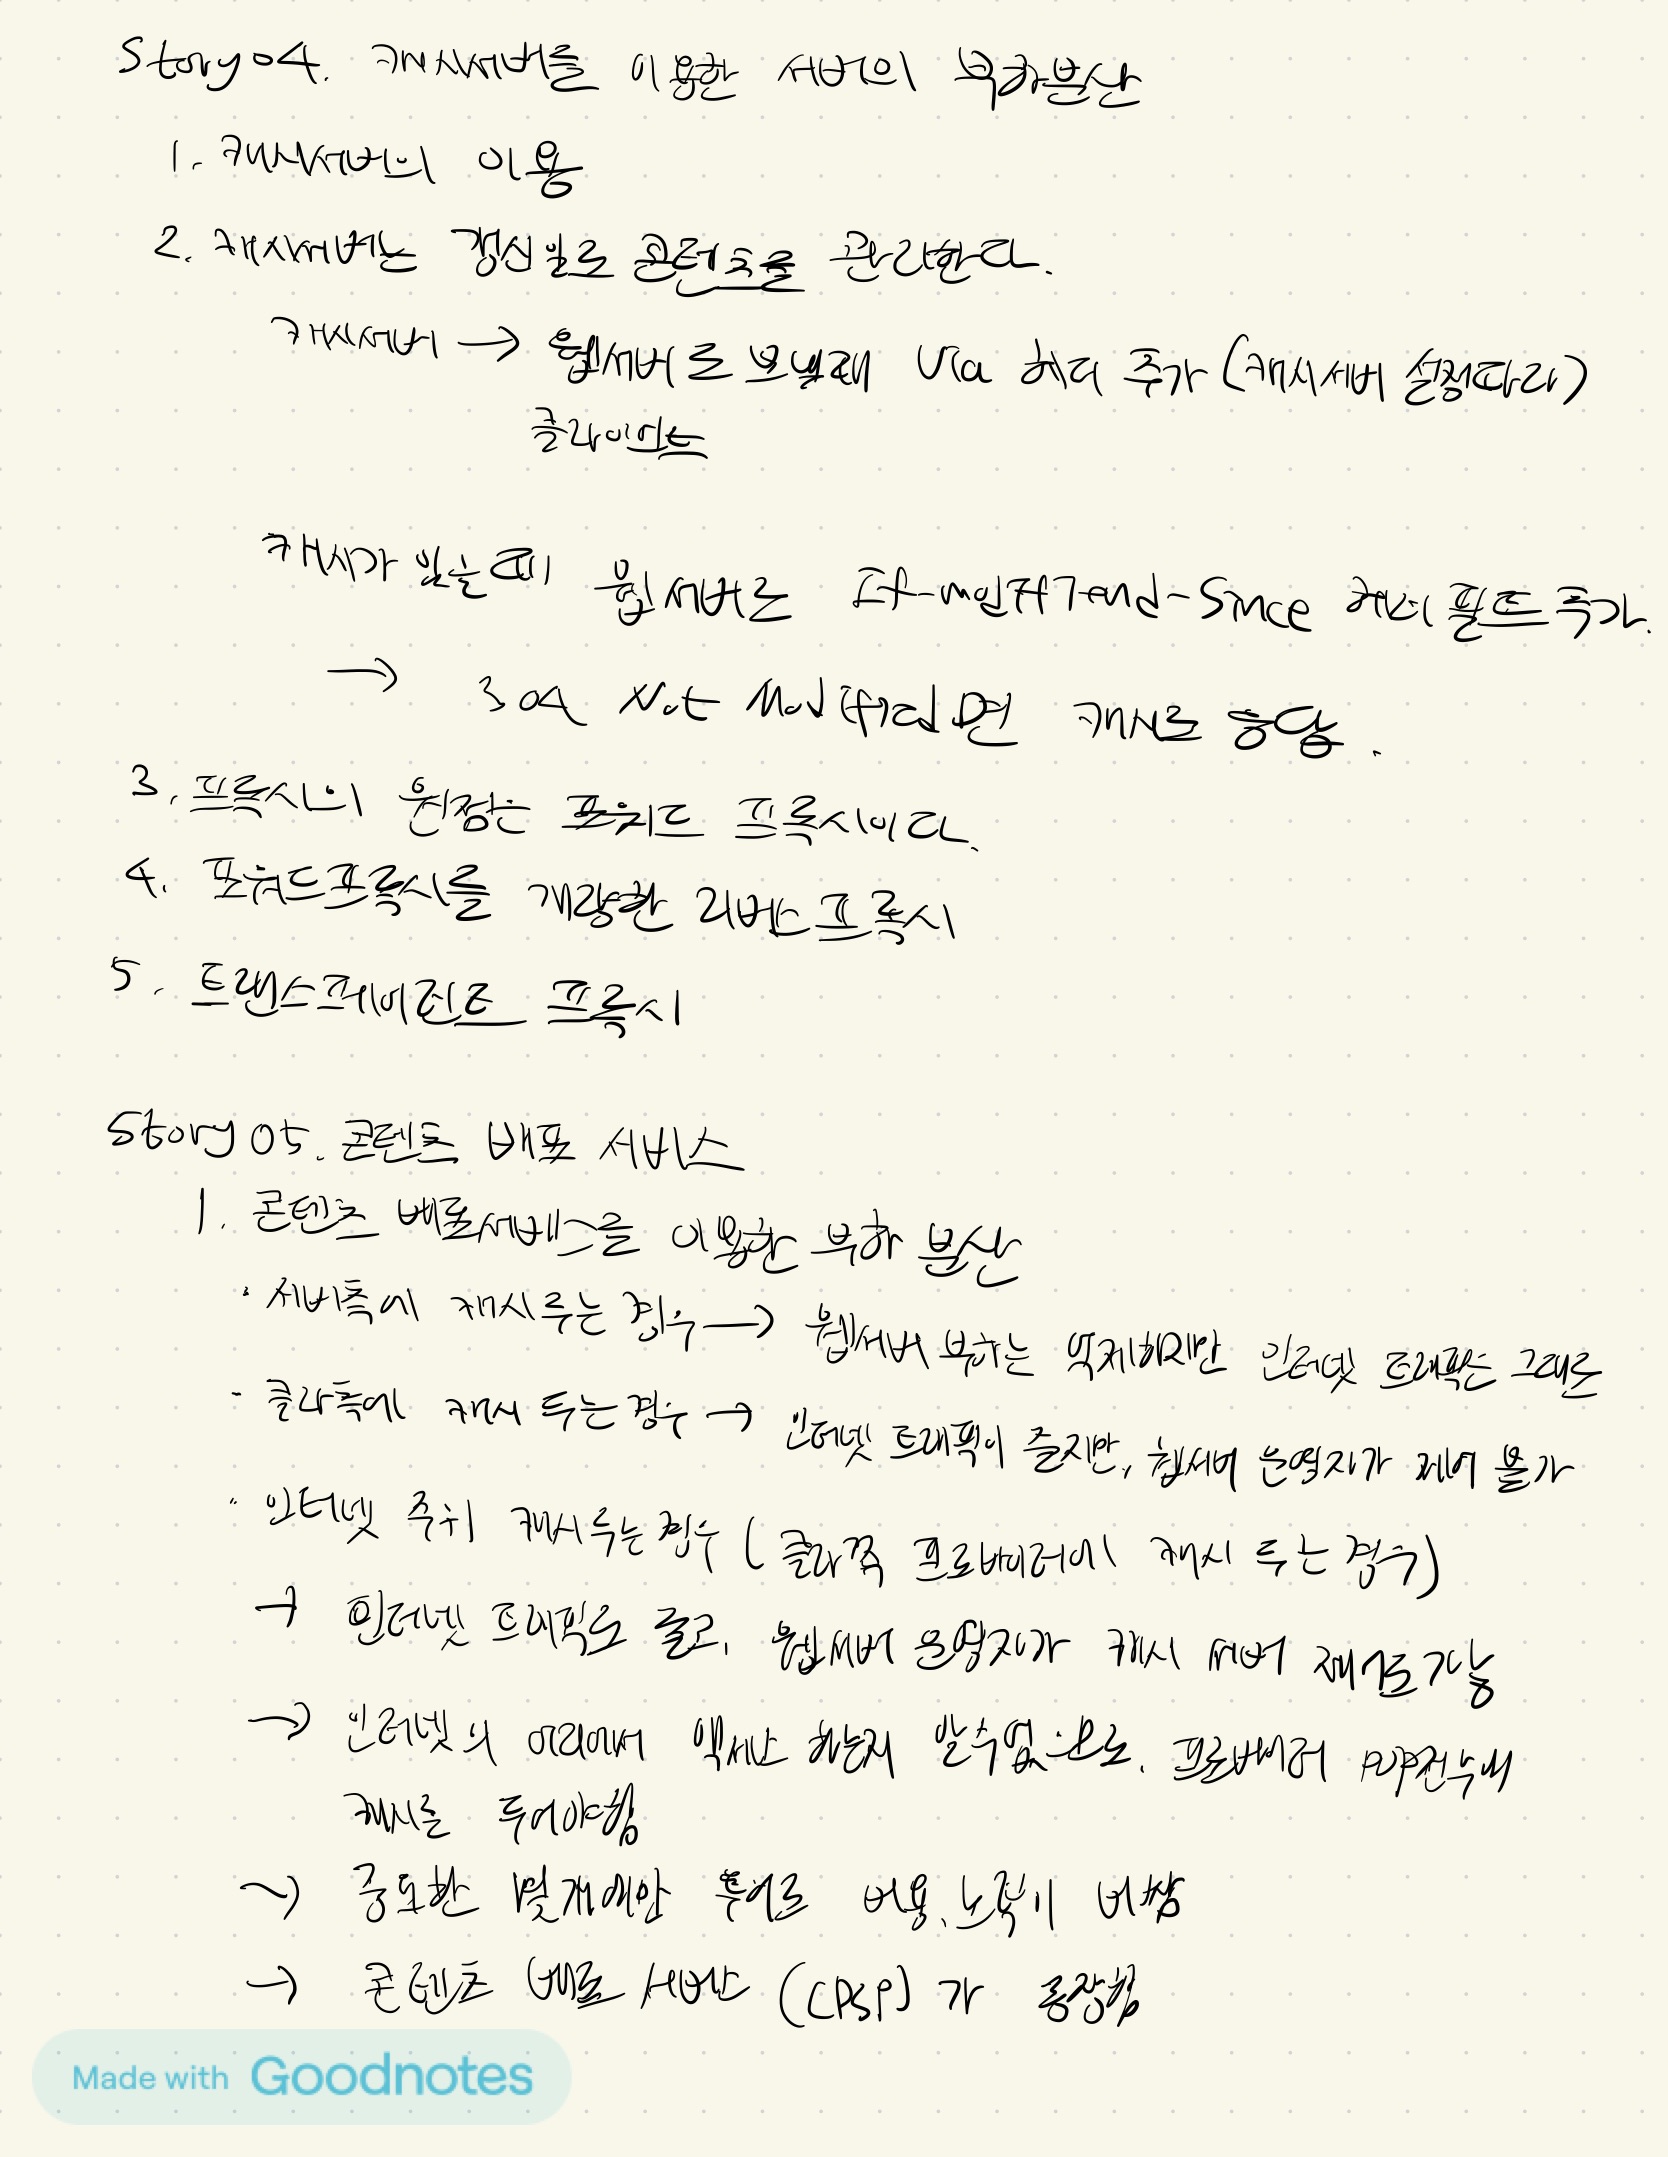 Story 04. 캐시서버를 이용한 서버의 부하분산
1. 캐시서버의 이용
2. 캐시서버는 갱신일로 콘텐츠를 관리한다.
캐시서버 → 웹서버로 보낼때 Via 헤더 추가 (캐시서버 설정따라)
클라이언트
캐시가 있을 때 웹서버로 If-modified-Since 헤더 필드 추가.
→ 304 Not Modified면 캐시로 응답.
3. 프록시의 원점은 포워드 프록시이다.
4. 포워드프록시를 개량한 리버스 프록시
5. 트랜스페어런트 프록시
Story 05. 콘텐츠 배포 서비스
1. 콘텐츠 배포서비스를 이용한 부하 분산
· 서버측에 캐시 두는 경우 → 웹서버 부하는 억제하지만 인터넷 트래픽은 그대로
· 클라측에 캐시 두는 경우 → 인터넷 트래픽이 줄지만, 웹서버 운영자가 제어 불가
· 인터넷 주위 캐시 두는 경우 (클라쪽 프로바이더에 캐시 두는 경우)
→ 인터넷 트래픽도 줄고, 웹서버 운영자가 캐시 서버 제어가능
→ 인터넷의 어디에서 액세스 하는지 알수 없으므로, 프로바이더 POP전부에
캐시를 두어야함
→ 중요한 몇개에만 두어도 비용, 노력이 비쌈
→ 콘텐츠 배포 서비스 (CDSP)가 등장함
Made with Goodnotes